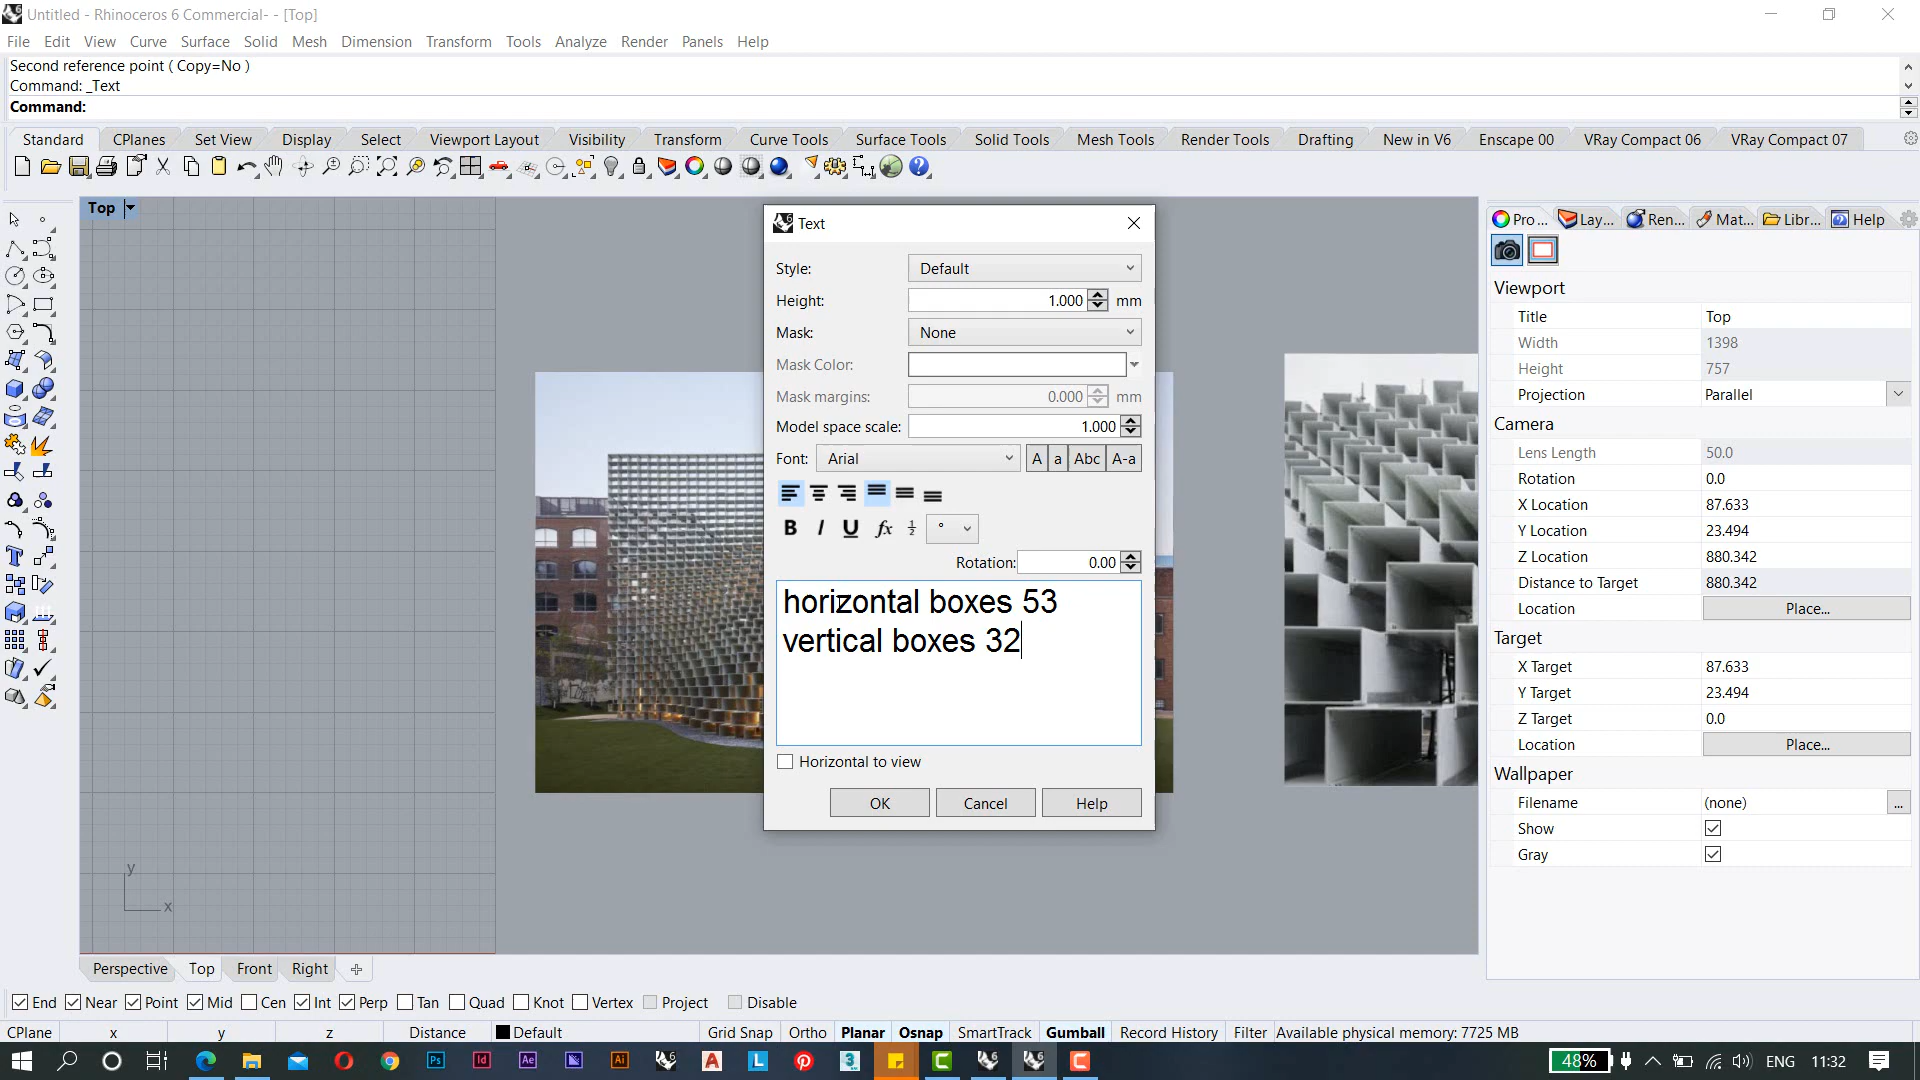 Untitled - Rhinoceros 6 Commercial- - [Top]
File Edit View Curve Surface Solid Mesh Dimension Transform Tools Analyze Render Panels Help
Second reference point ( Copy=No )
Command: _Text
Command:
Standard CPlanes Set View Display Select Viewport Layout Visibility Transform Curve Tools Surface Tools Solid Tools Mesh Tools Render Tools Drafting New in V6 Enscape 00 VRay Compact 06 VRay Compact 07
Top
Text
Style: Default
Height: 1.000 mm
Mask: None
Mask Color:
Mask margins: 0.000 mm
Model space scale: 1.000
Font: Arial A a Abc A-a
B I U fx ½ °
Rotation: 0.00
horizontal boxes 53
vertical boxes 32
Horizontal to view
OK Cancel Help
y
x
Pro... Lay... Ren... Mat... Libr... Help
Viewport
Title Top
Width 1398
Height 757
Projection Parallel
Camera
Lens Length 50.0
Rotation 0.0
X Location 87.633
Y Location 23.494
Z Location 880.342
Distance to Target 880.342
Location Place...
Target
X Target 87.633
Y Target 23.494
Z Target 0.0
Location Place...
Wallpaper
Filename (none) ...
Show
Gray
Perspective Top Front Right
End Near Point Mid Cen Int Perp Tan Quad Knot Vertex Project Disable
CPlane x y z Distance Default Grid Snap Ortho Planar Osnap SmartTrack Gumball Record History Filter Available physical memory: 7725 MB
Ps Id Ae Ai A L 3 C C 48% ENG 11:32